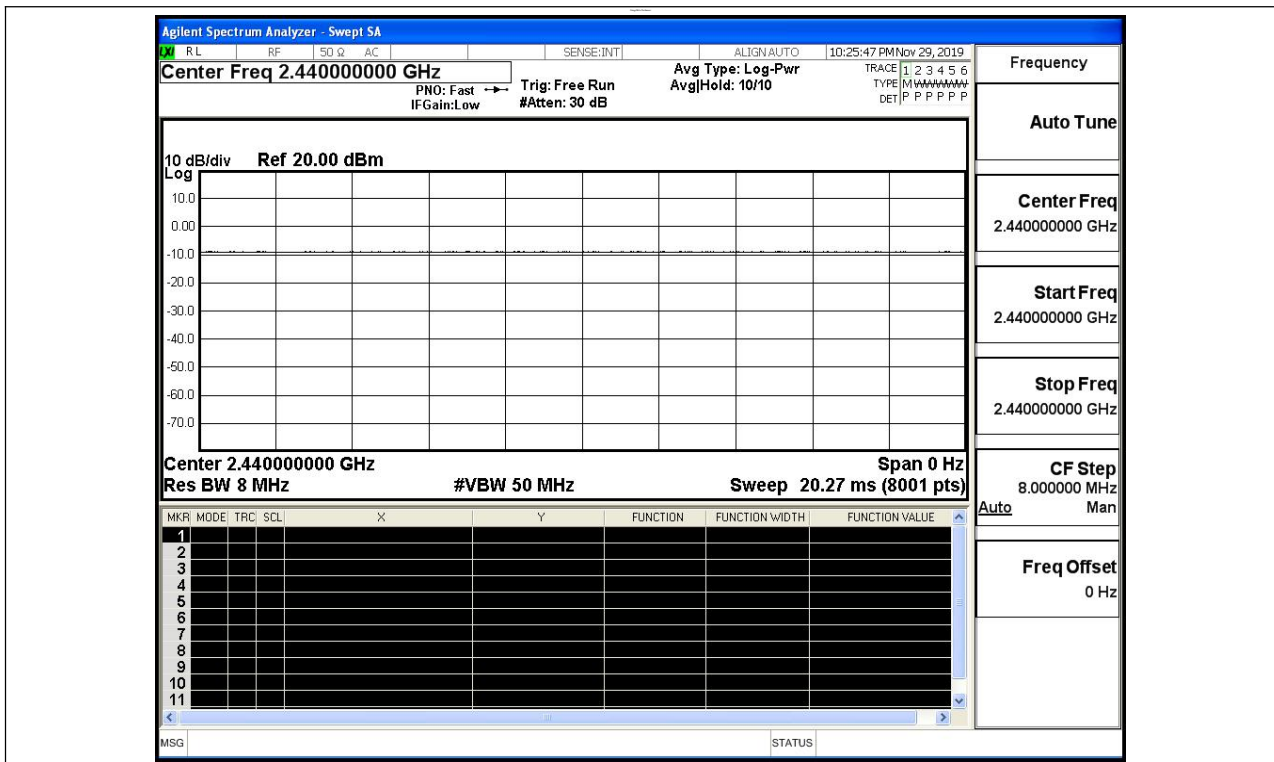 Agilent Spectrum Analyzer - Swept SA
LXI RL RF 50 Ω AC SENSE:INT ALIGNAUTO 10:25:47 PMNov 29, 2019
Center Freq 2.440000000 GHz
PNO: Fast
IFGain:Low
Trig: Free Run
#Atten: 30 dB
Avg Type: Log-Pwr
Avg|Hold: 10/10
TRACE 1 2 3 4 5 6
TYPE MWWWWW
DET P P P P P P
10 dB/div Ref 20.00 dBm
Log
10.0
0.00
-10.0
-20.0
-30.0
-40.0
-50.0
-60.0
-70.0
Center 2.440000000 GHz Span 0 Hz
Res BW 8 MHz #VBW 50 MHz Sweep 20.27 ms (8001 pts)
MKR MODE TRC SCL X Y FUNCTION FUNCTION WIDTH FUNCTION VALUE
1
2
3
4
5
6
7
8
9
10
11
MSG STATUS
Frequency
Auto Tune
Center Freq
2.440000000 GHz
Start Freq
2.440000000 GHz
Stop Freq
2.440000000 GHz
CF Step
8.000000 MHz
Auto Man
Freq Offset
0 Hz